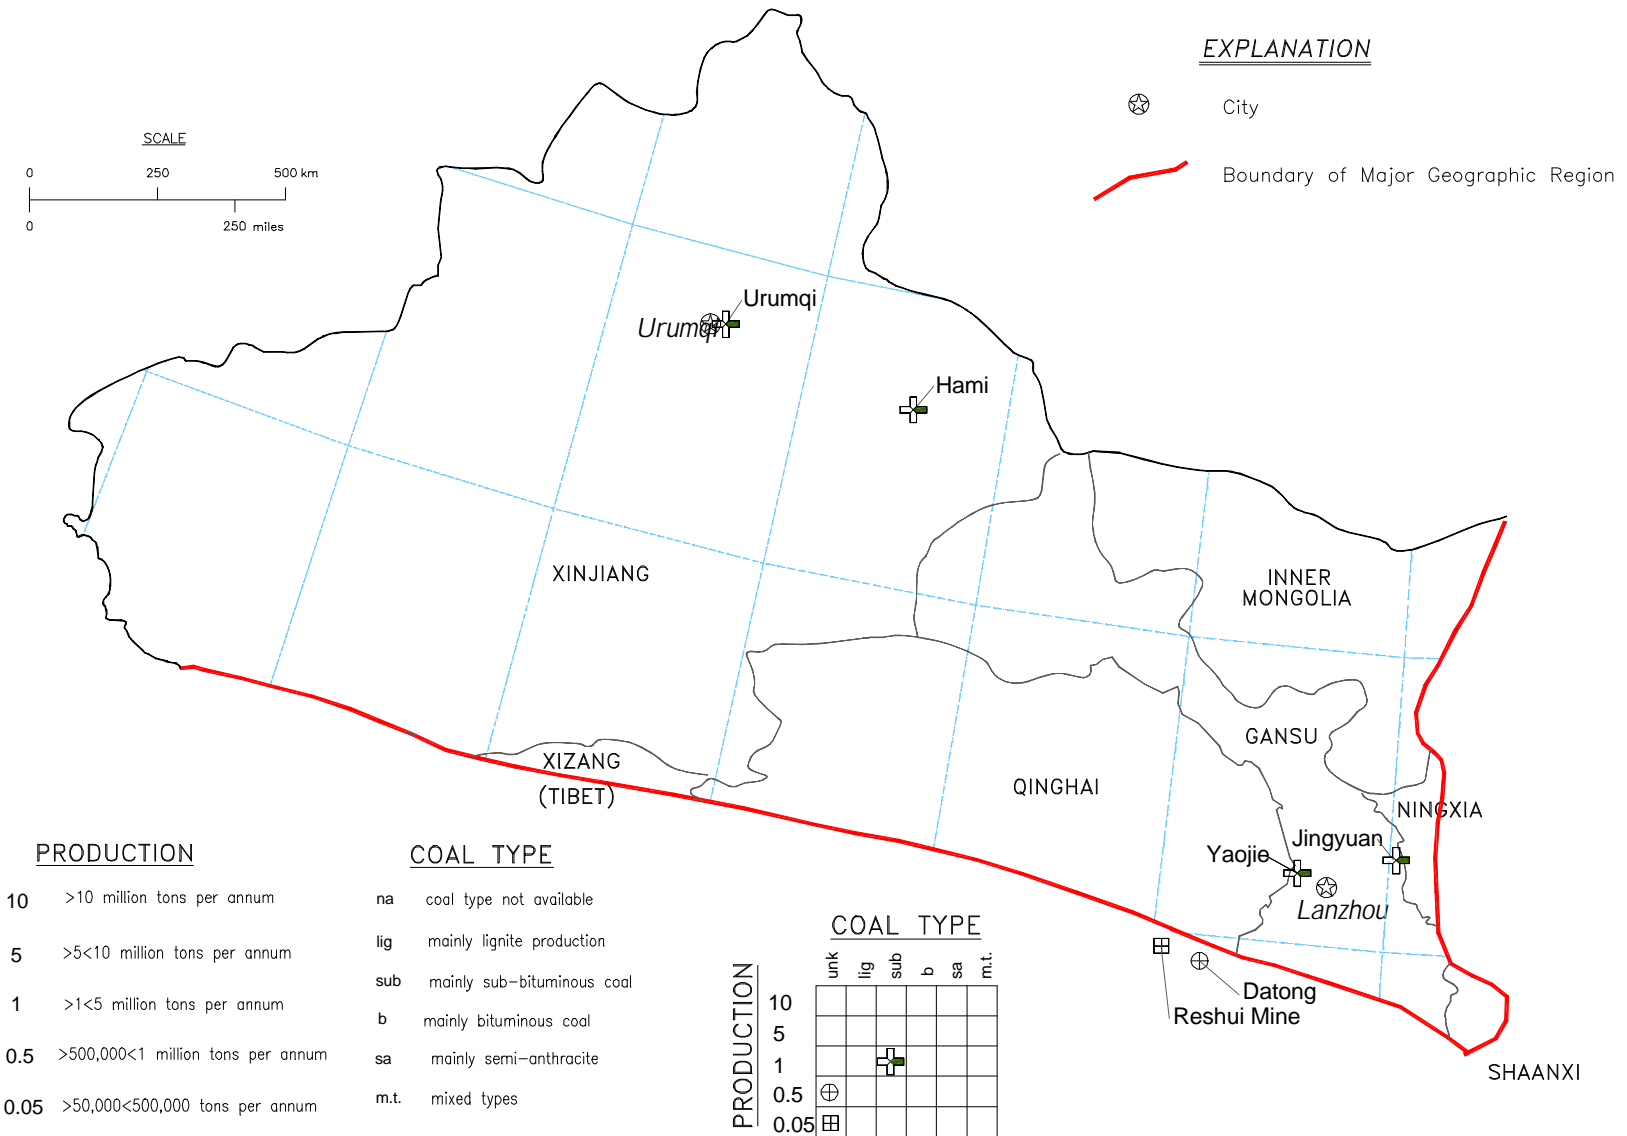 EXPLANATION
City
Boundary of Major Geographic Region
SCALE
0 250 500 km
0 250 miles
Urumqi
Urumqi
Hami
XINJIANG
INNER
MONGOLIA
GANSU
XIZANG
(TIBET)
QINGHAI
NINGXIA
Jingyuan
Yaojie
Lanzhou
Datong
Reshui Mine
SHAANXI
PRODUCTION
10 >10 million tons per annum
5 >5<10 million tons per annum
1 >1<5 million tons per annum
0.5 >500,000<1 million tons per annum
0.05 >50,000<500,000 tons per annum
COAL TYPE
na coal type not available
lig mainly lignite production
sub mainly sub-bituminous coal
b mainly bituminous coal
sa mainly semi-anthracite
m.t. mixed types
COAL TYPE
unk lig sub b sa m.t.
PRODUCTION
10
5
1
0.5
0.05